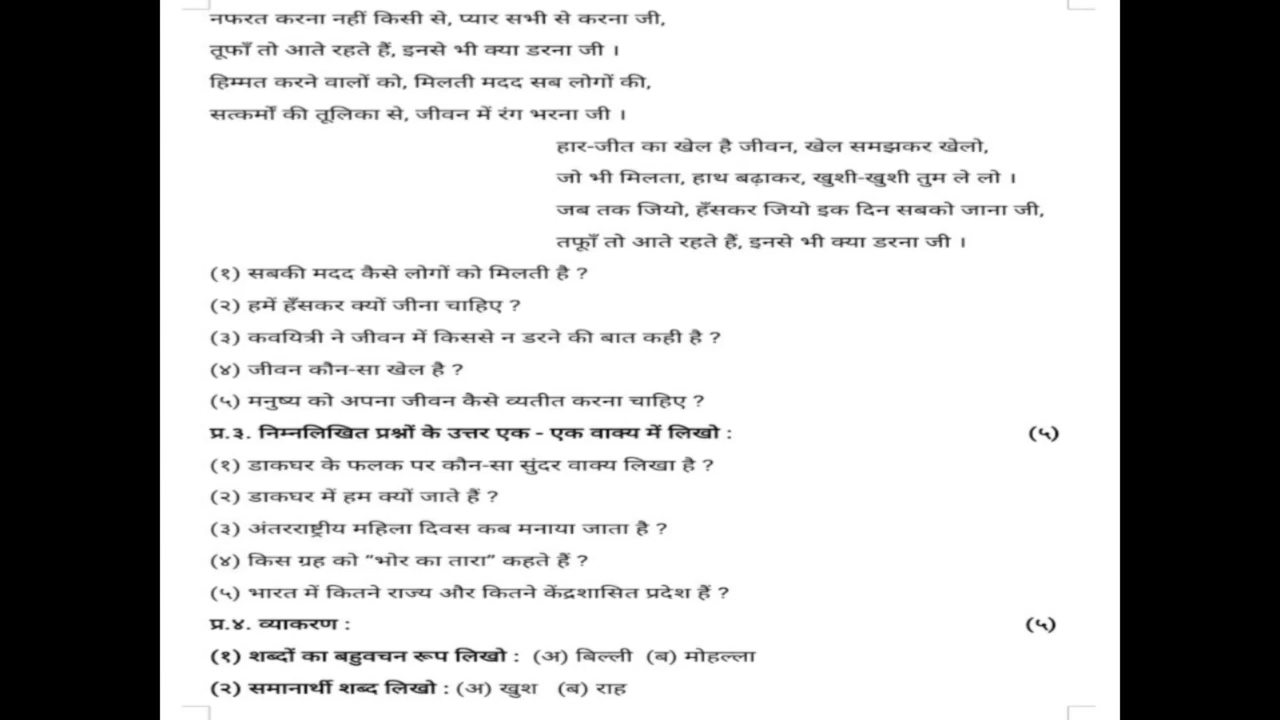 नफरत करना नहीं किसी से, प्यार सभी से करना जी,
तूफाँ तो आते रहते हैं, इनसे भी क्या डरना जी ।
हिम्मत करने वालों को, मिलती मदद सब लोगों की,
सत्कर्मों की तूलिका से, जीवन में रंग भरना जी ।
हार-जीत का खेल है जीवन, खेल समझकर खेलो,
जो भी मिलता, हाथ बढ़ाकर, खुशी-खुशी तुम ले लो ।
जब तक जियो, हँसकर जियो इक दिन सबको जाना जी,
तफूाँ तो आते रहते हैं, इनसे भी क्या डरना जी ।
(१) सबकी मदद कैसे लोगों को मिलती है ?
(२) हमें हँसकर क्यों जीना चाहिए ?
(३) कवयित्री ने जीवन में किससे न डरने की बात कही है ?
(४) जीवन कौन-सा खेल है ?
(५) मनुष्य को अपना जीवन कैसे व्यतीत करना चाहिए ?
प्र.३. निम्नलिखित प्रश्नों के उत्तर एक - एक वाक्य में लिखो : (५)
(१) डाकघर के फलक पर कौन-सा सुंदर वाक्य लिखा है ?
(२) डाकघर में हम क्यों जाते हैं ?
(३) अंतरराष्ट्रीय महिला दिवस कब मनाया जाता है ?
(४) किस ग्रह को “भोर का तारा” कहते हैं ?
(५) भारत में कितने राज्य और कितने केंद्रशासित प्रदेश हैं ?
प्र.४. व्याकरण : (५)
(१) शब्दों का बहुवचन रूप लिखो : (अ) बिल्ली (ब) मोहल्ला
(२) समानार्थी शब्द लिखो : (अ) खुश (ब) राह